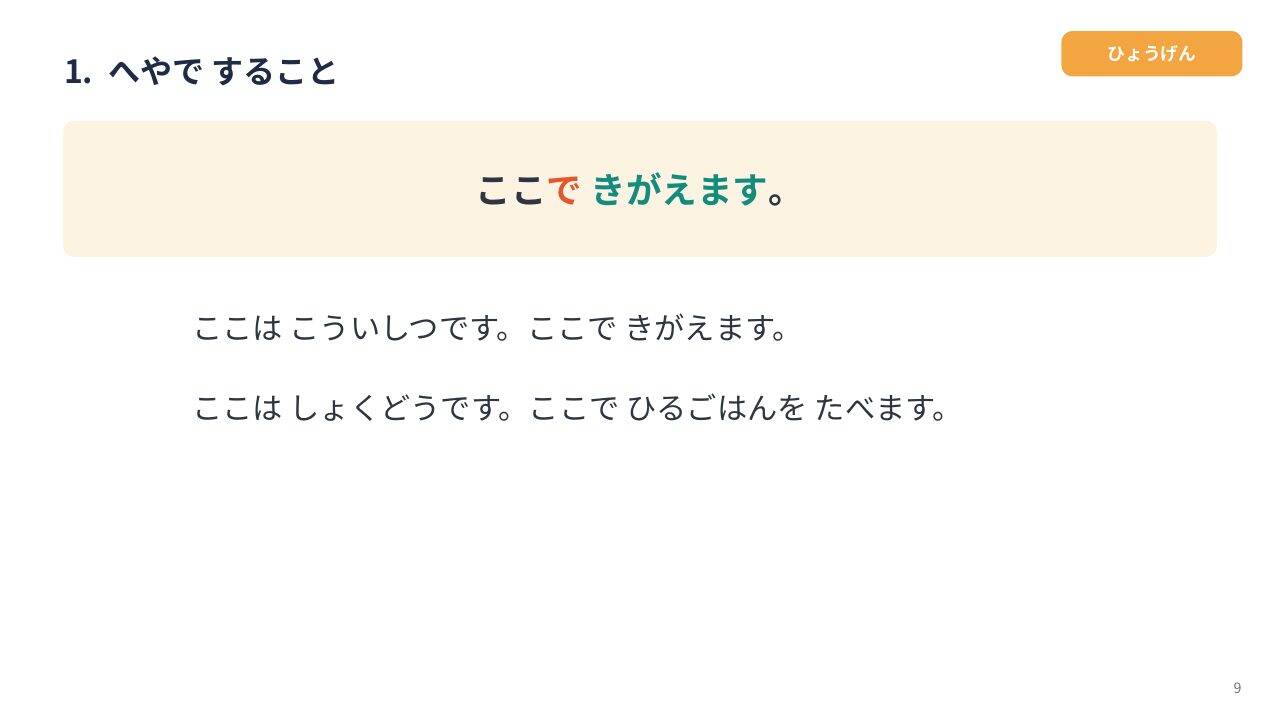 1. へやで すること
ひょうげん
ここで きがえます。
ここは こういしつです。ここで きがえます。
ここは しょくどうです。ここで ひるごはんを たべます。
9